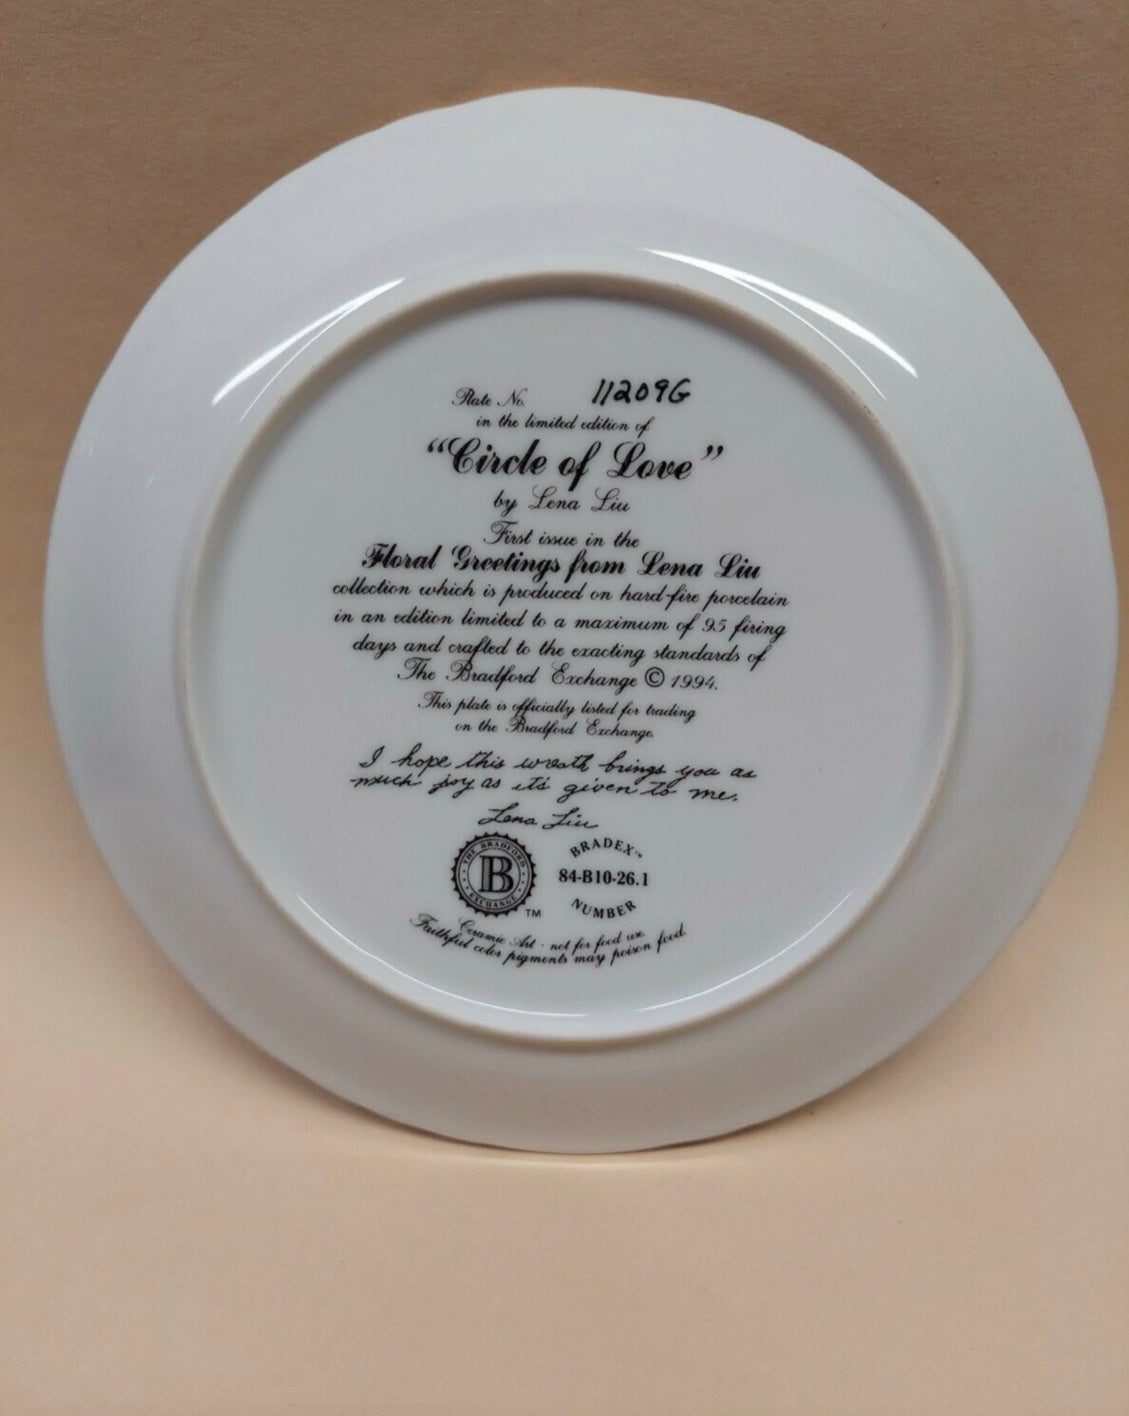 Plate No. 11209G
in the limited edition of
"Circle of Love"
by Lena Liu
First issue in the
Floral Greetings from Lena Liu
collection which is produced on hard-fire porcelain
in an edition limited to a maximum of 95 firing
days and crafted to the exacting standards of
The Bradford Exchange © 1994.
This plate is officially listed for trading
on the Bradford Exchange.
I hope this wreath brings you as
much joy as it's given to me.
Lena Liu
THE BRADFORD
B
EXCHANGE
TM
BRADEX™
84-B10-26.1
NUMBER
Ceramic Art - not for food use.
Faithful color pigments may poison food.